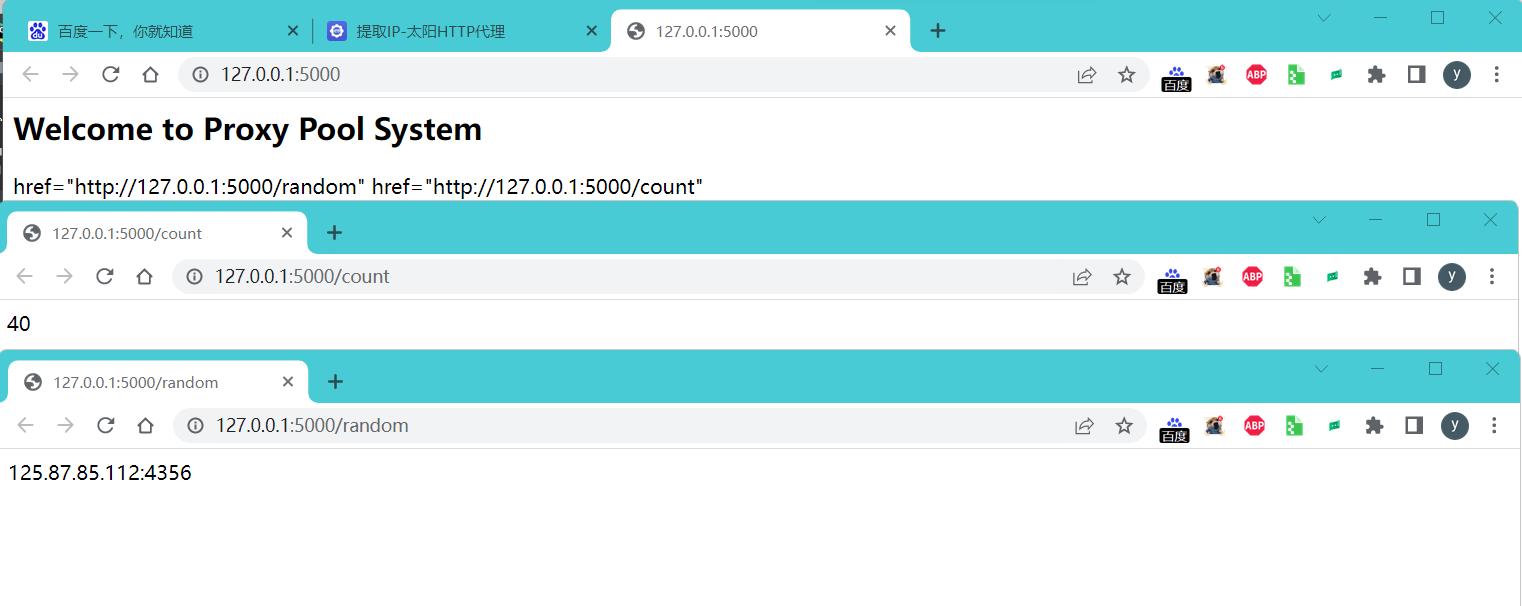 百度一下，你就知道 提取IP-太阳HTTP代理 127.0.0.1:5000
127.0.0.1:5000 百度 ABP y
Welcome to Proxy Pool System
href="http://127.0.0.1:5000/random" href="http://127.0.0.1:5000/count"
127.0.0.1:5000/count
127.0.0.1:5000/count 百度 ABP y
40
127.0.0.1:5000/random
127.0.0.1:5000/random 百度 ABP y
125.87.85.112:4356